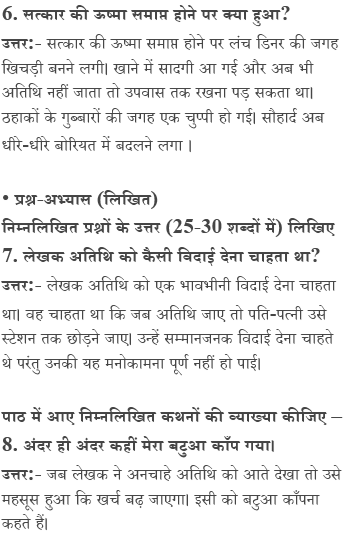 6. सत्कार की ऊष्मा समाप्त होने पर क्या हुआ?
उत्तर:- सत्कार की ऊष्मा समाप्त होने पर लंच डिनर की जगह
खिचड़ी बनने लगी। खाने में सादगी आ गई और अब भी
अतिथि नहीं जाता तो उपवास तक रखना पड़ सकता था।
ठहाकों के गुब्बारों की जगह एक चुप्पी हो गई। सौहार्द अब
धीरे-धीरे बोरियत में बदलने लगा ।
• प्रश्न-अभ्यास (लिखित)
निम्नलिखित प्रश्नों के उत्तर (25-30 शब्दों में) लिखिए
7. लेखक अतिथि को कैसी विदाई देना चाहता था?
उत्तर:- लेखक अतिथि को एक भावभीनी विदाई देना चाहता
था। वह चाहता था कि जब अतिथि जाए तो पति-पत्नी उसे
स्टेशन तक छोड़ने जाए। उन्हें सम्मानजनक विदाई देना चाहते
थे परंतु उनकी यह मनोकामना पूर्ण नहीं हो पाई।
पाठ में आए निम्नलिखित कथनों की व्याख्या कीजिए –
8. अंदर ही अंदर कहीं मेरा बटुआ काँप गया।
उत्तर:- जब लेखक ने अनचाहे अतिथि को आते देखा तो उसे
महसूस हुआ कि खर्च बढ़ जाएगा। इसी को बटुआ काँपना
कहते हैं।